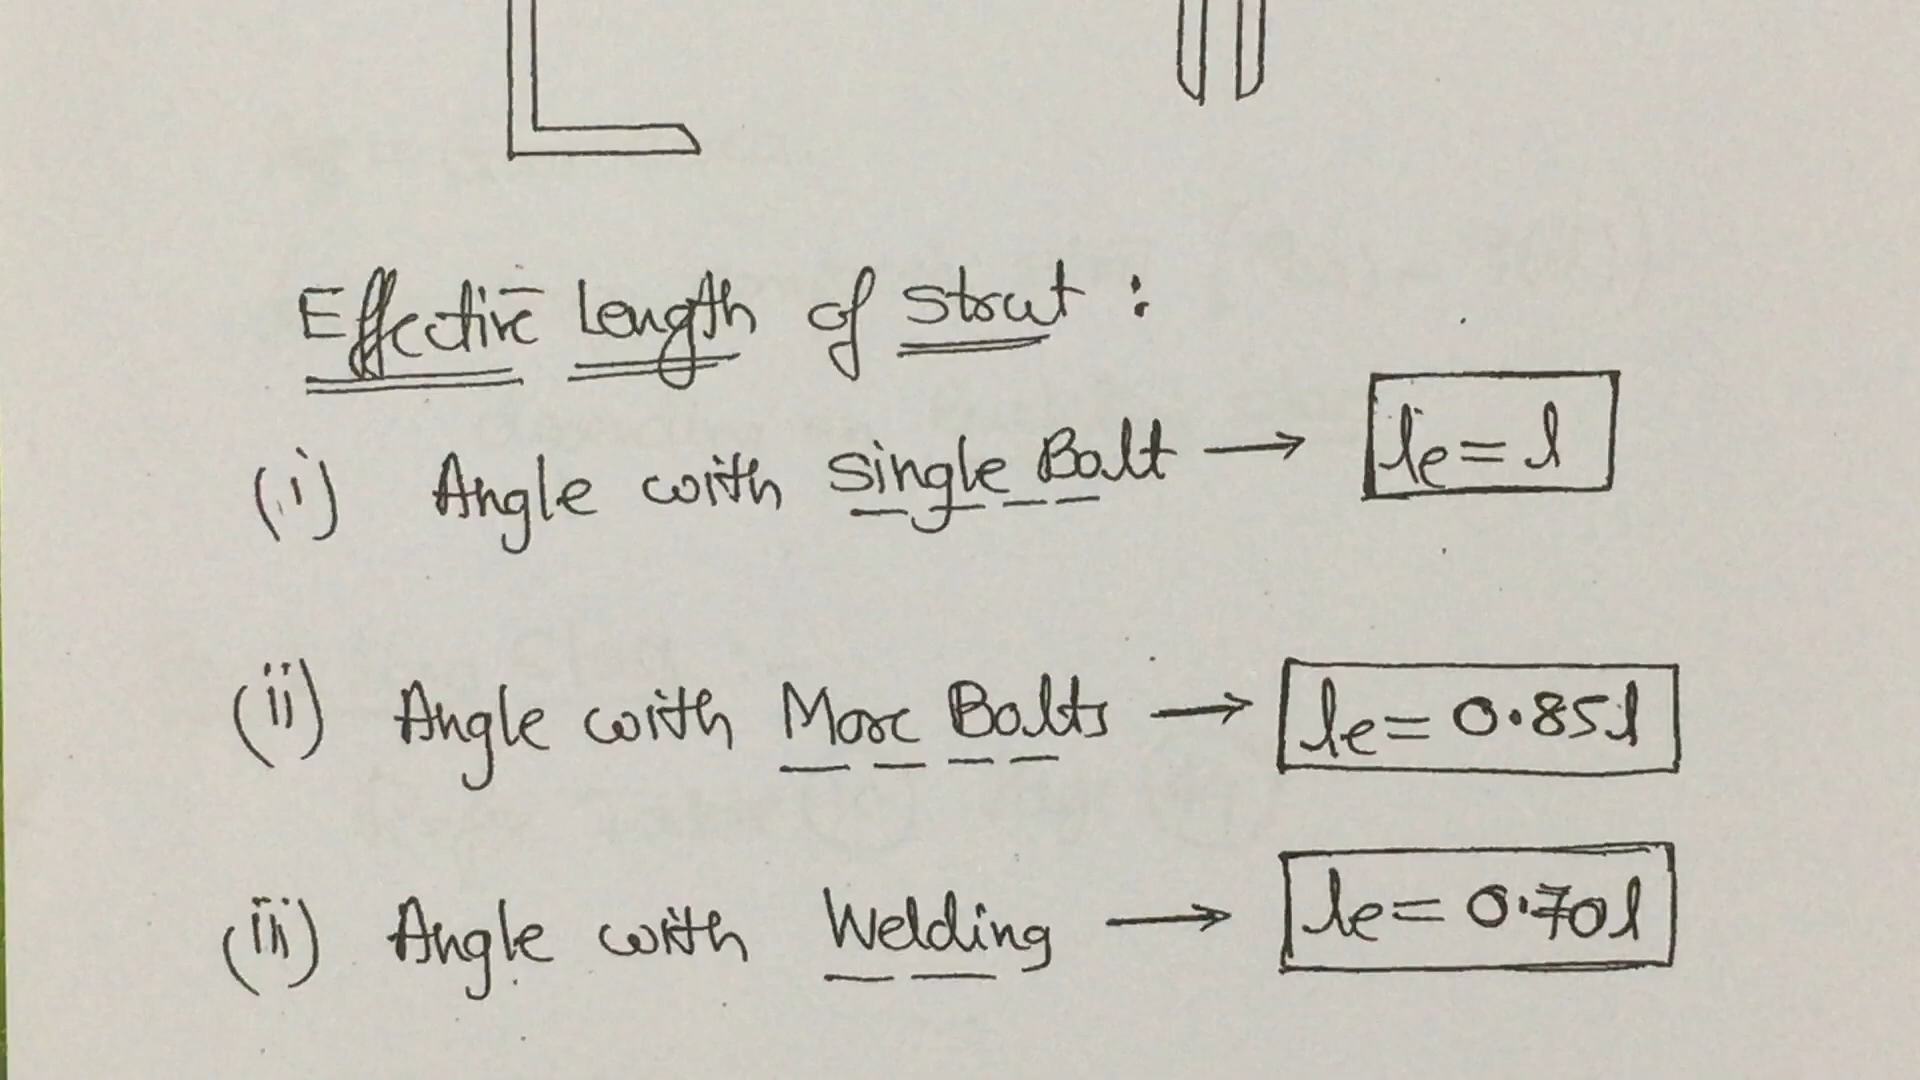 Effective Length of Strut :
(i) Angle with Single Bolt → le = l
(ii) Angle with More Bolts → le = 0.85l
(iii) Angle with Welding → le = 0.70l